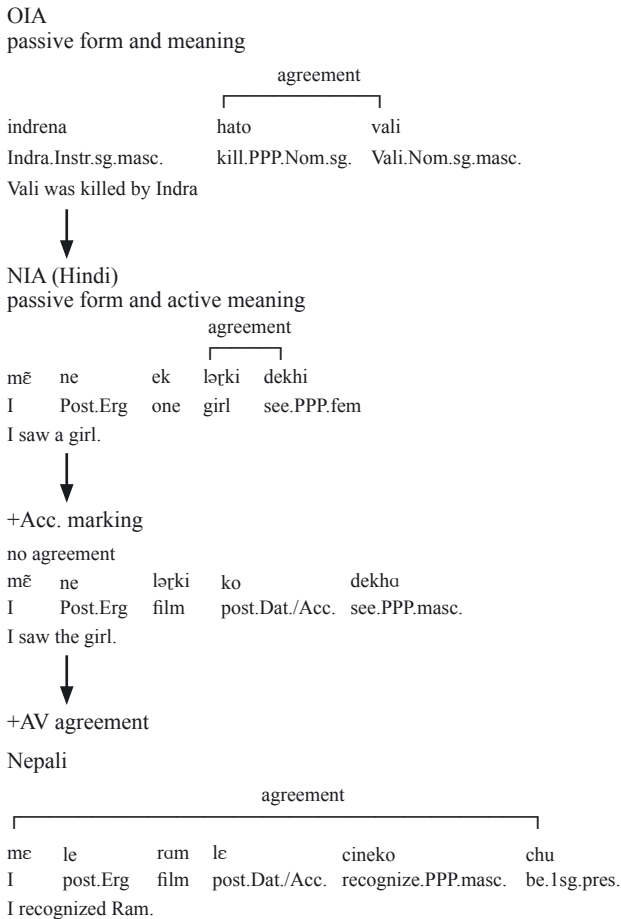 OIA
passive form and meaning
agreement
indrena hato vali
Indra.Instr.sg.masc. kill.PPP.Nom.sg. Vali.Nom.sg.masc.
Vali was killed by Indra
NIA (Hindi)
passive form and active meaning
agreement
mẽ ne ek ləɽki dekhi
I Post.Erg one girl see.PPP.fem
I saw a girl.
+Acc. marking
no agreement
mẽ ne ləɽki ko dekhɑ
I Post.Erg film post.Dat./Acc. see.PPP.masc.
I saw the girl.
+AV agreement
Nepali
agreement
mɛ le rɑm lɛ cineko chu
I post.Erg film post.Dat./Acc. recognize.PPP.masc. be.1sg.pres.
I recognized Ram.